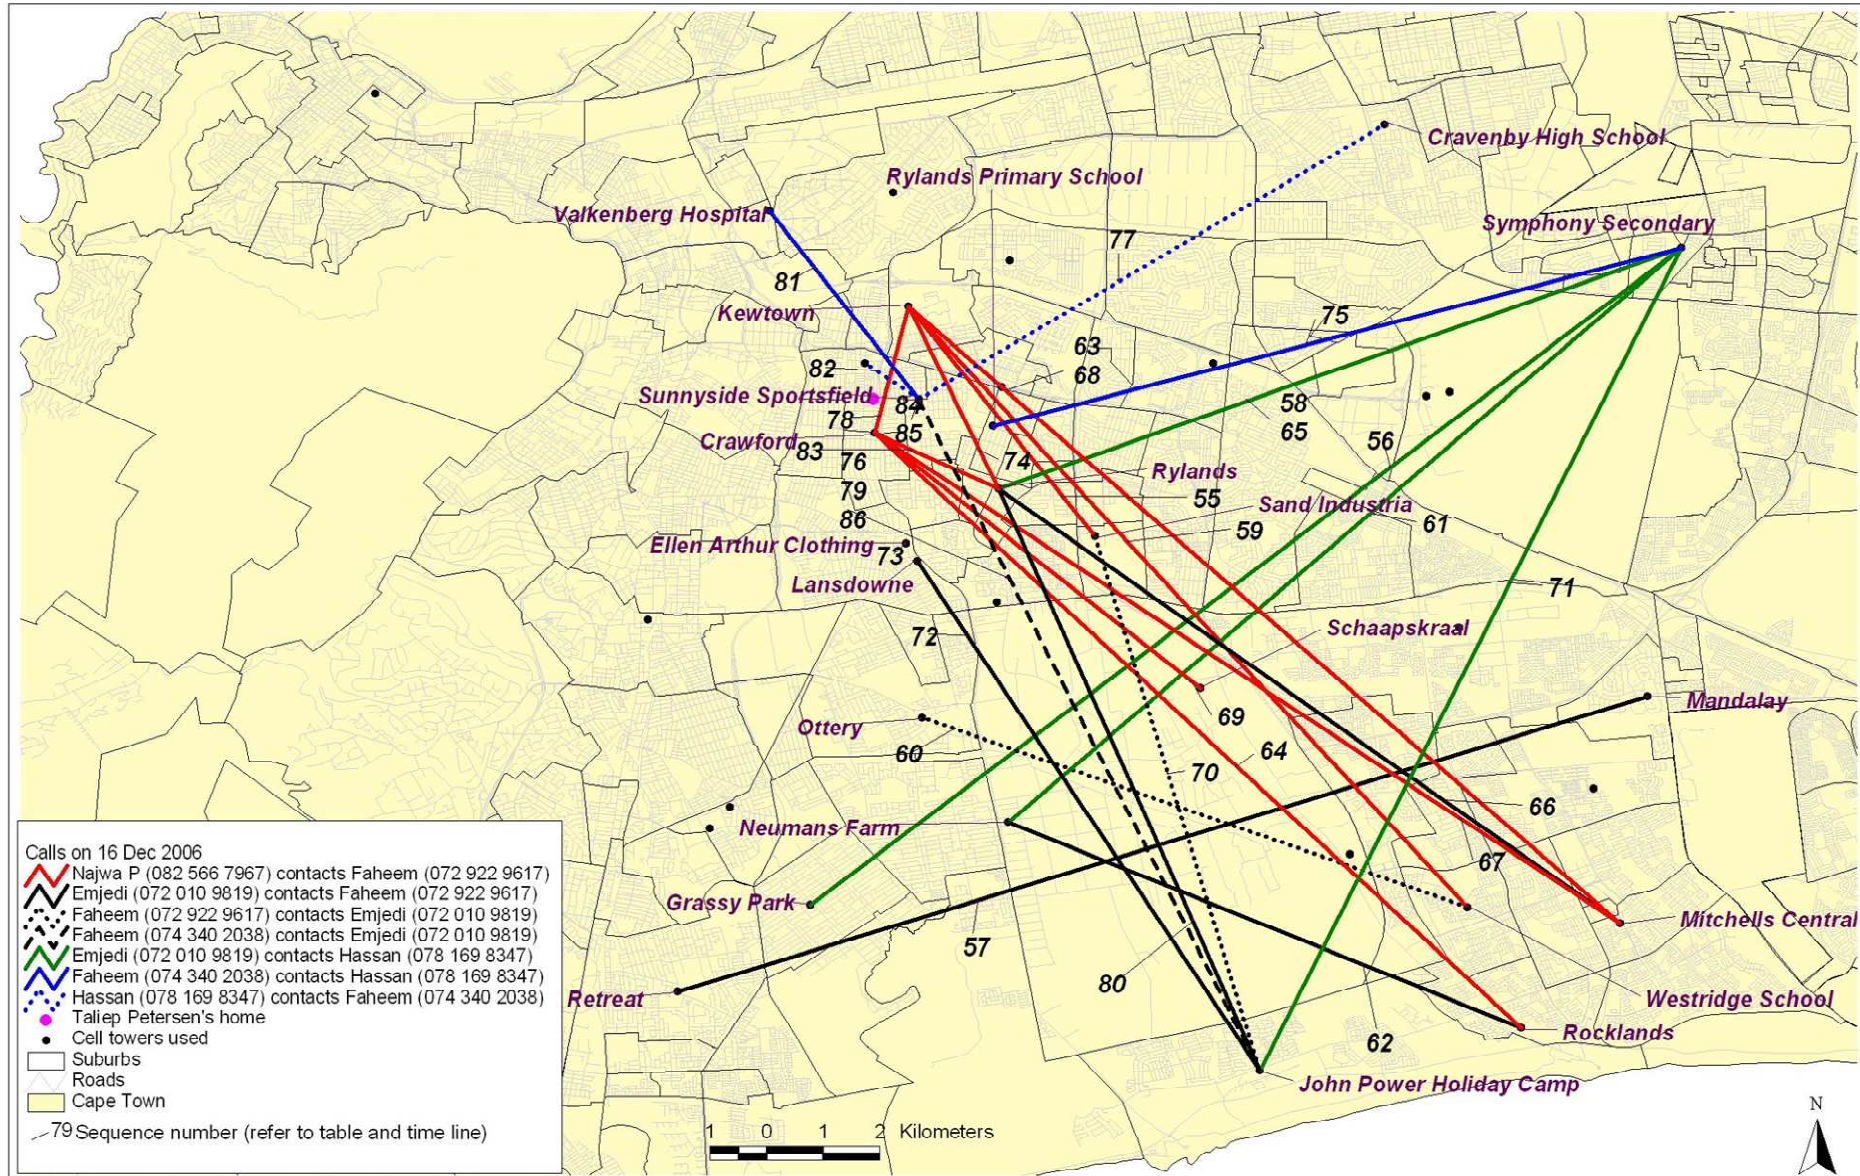 Cravenby High School
Rylands Primary School
Valkenberg Hospital
Symphony Secondary
77
81
Kewtown
75
63
82
68
Sunnyside Sportsfield
84
58
78
85
65
Crawford
56
83
76
74
Rylands
79
55
Sand Industria
86
59
61
Ellen Arthur Clothing
73
Lansdowne
71
72
Schaapskraal
69
Mandalay
Ottery
60
64
70
66
Neumans Farm
67
Grassy Park
Mitchells Central
57
80
Retreat
Westridge School
62
Rocklands
John Power Holiday Camp
Calls on 16 Dec 2006
Najwa P (082 566 7967) contacts Faheem (072 922 9617)
Emjedi (072 010 9819) contacts Faheem (072 922 9617)
Faheem (072 922 9617) contacts Emjedi (072 010 9819)
Faheem (074 340 2038) contacts Emjedi (072 010 9819)
Emjedi (072 010 9819) contacts Hassan (078 169 8347)
Faheem (074 340 2038) contacts Hassan (078 169 8347)
Hassan (078 169 8347) contacts Faheem (074 340 2038)
Taliep Petersen's home
Cell towers used
Suburbs
Roads
Cape Town
79 Sequence number (refer to table and time line)
1 0 1 2 Kilometers
N